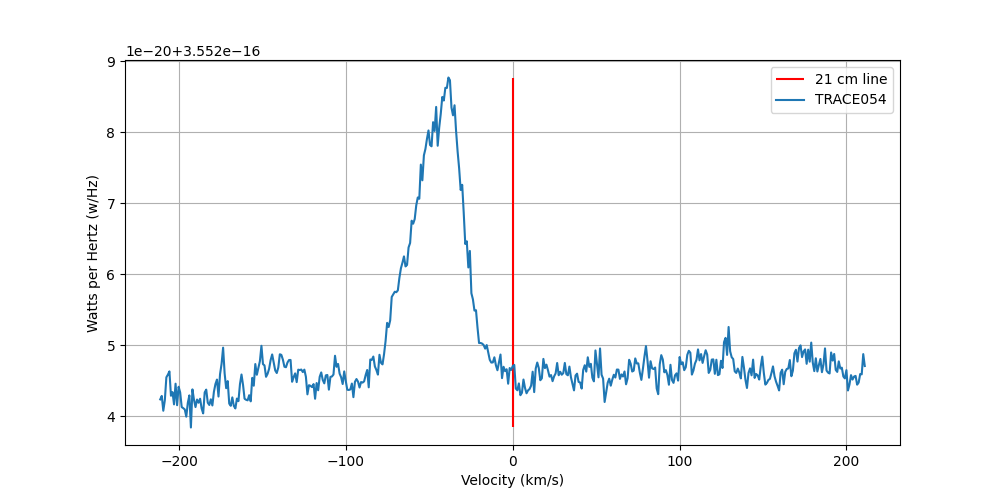 1e−20+3.552e−16
9
8
7
6
5
4
Watts per Hertz (w/Hz)
21 cm line
TRACE054
−200
−100
0
100
200
Velocity (km/s)